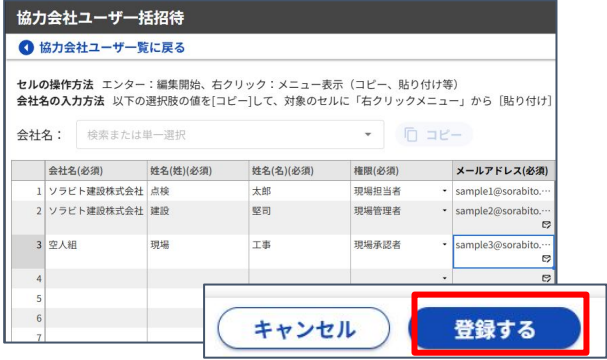 協力会社ユーザ一括招待
協力会社ユーザ一覧に戻る
セルの操作方法 エンター：編集開始、右クリック：メニュー表示（コピー、貼り付け等）
会社名の入力方法 以下の選択肢の値を[コピー]して、対象のセルに「右クリックメニュー」から［貼り付け］
会社名： 検索または単一選択 コピー
会社名(必須) 姓名(姓)(必須) 姓名(名)(必須) 権限(必須) メールアドレス(必須)
1 ソラビト建設株式会社 点検 太郎 現場担当者 sample1@sorabito.…
2 ソラビト建設株式会社 建設 堅司 現場管理者 sample2@sorabito.…
3 空人組 現場 工事 現場承認者 sample3@sorabito.…
4
5
6
7
キャンセル 登録する